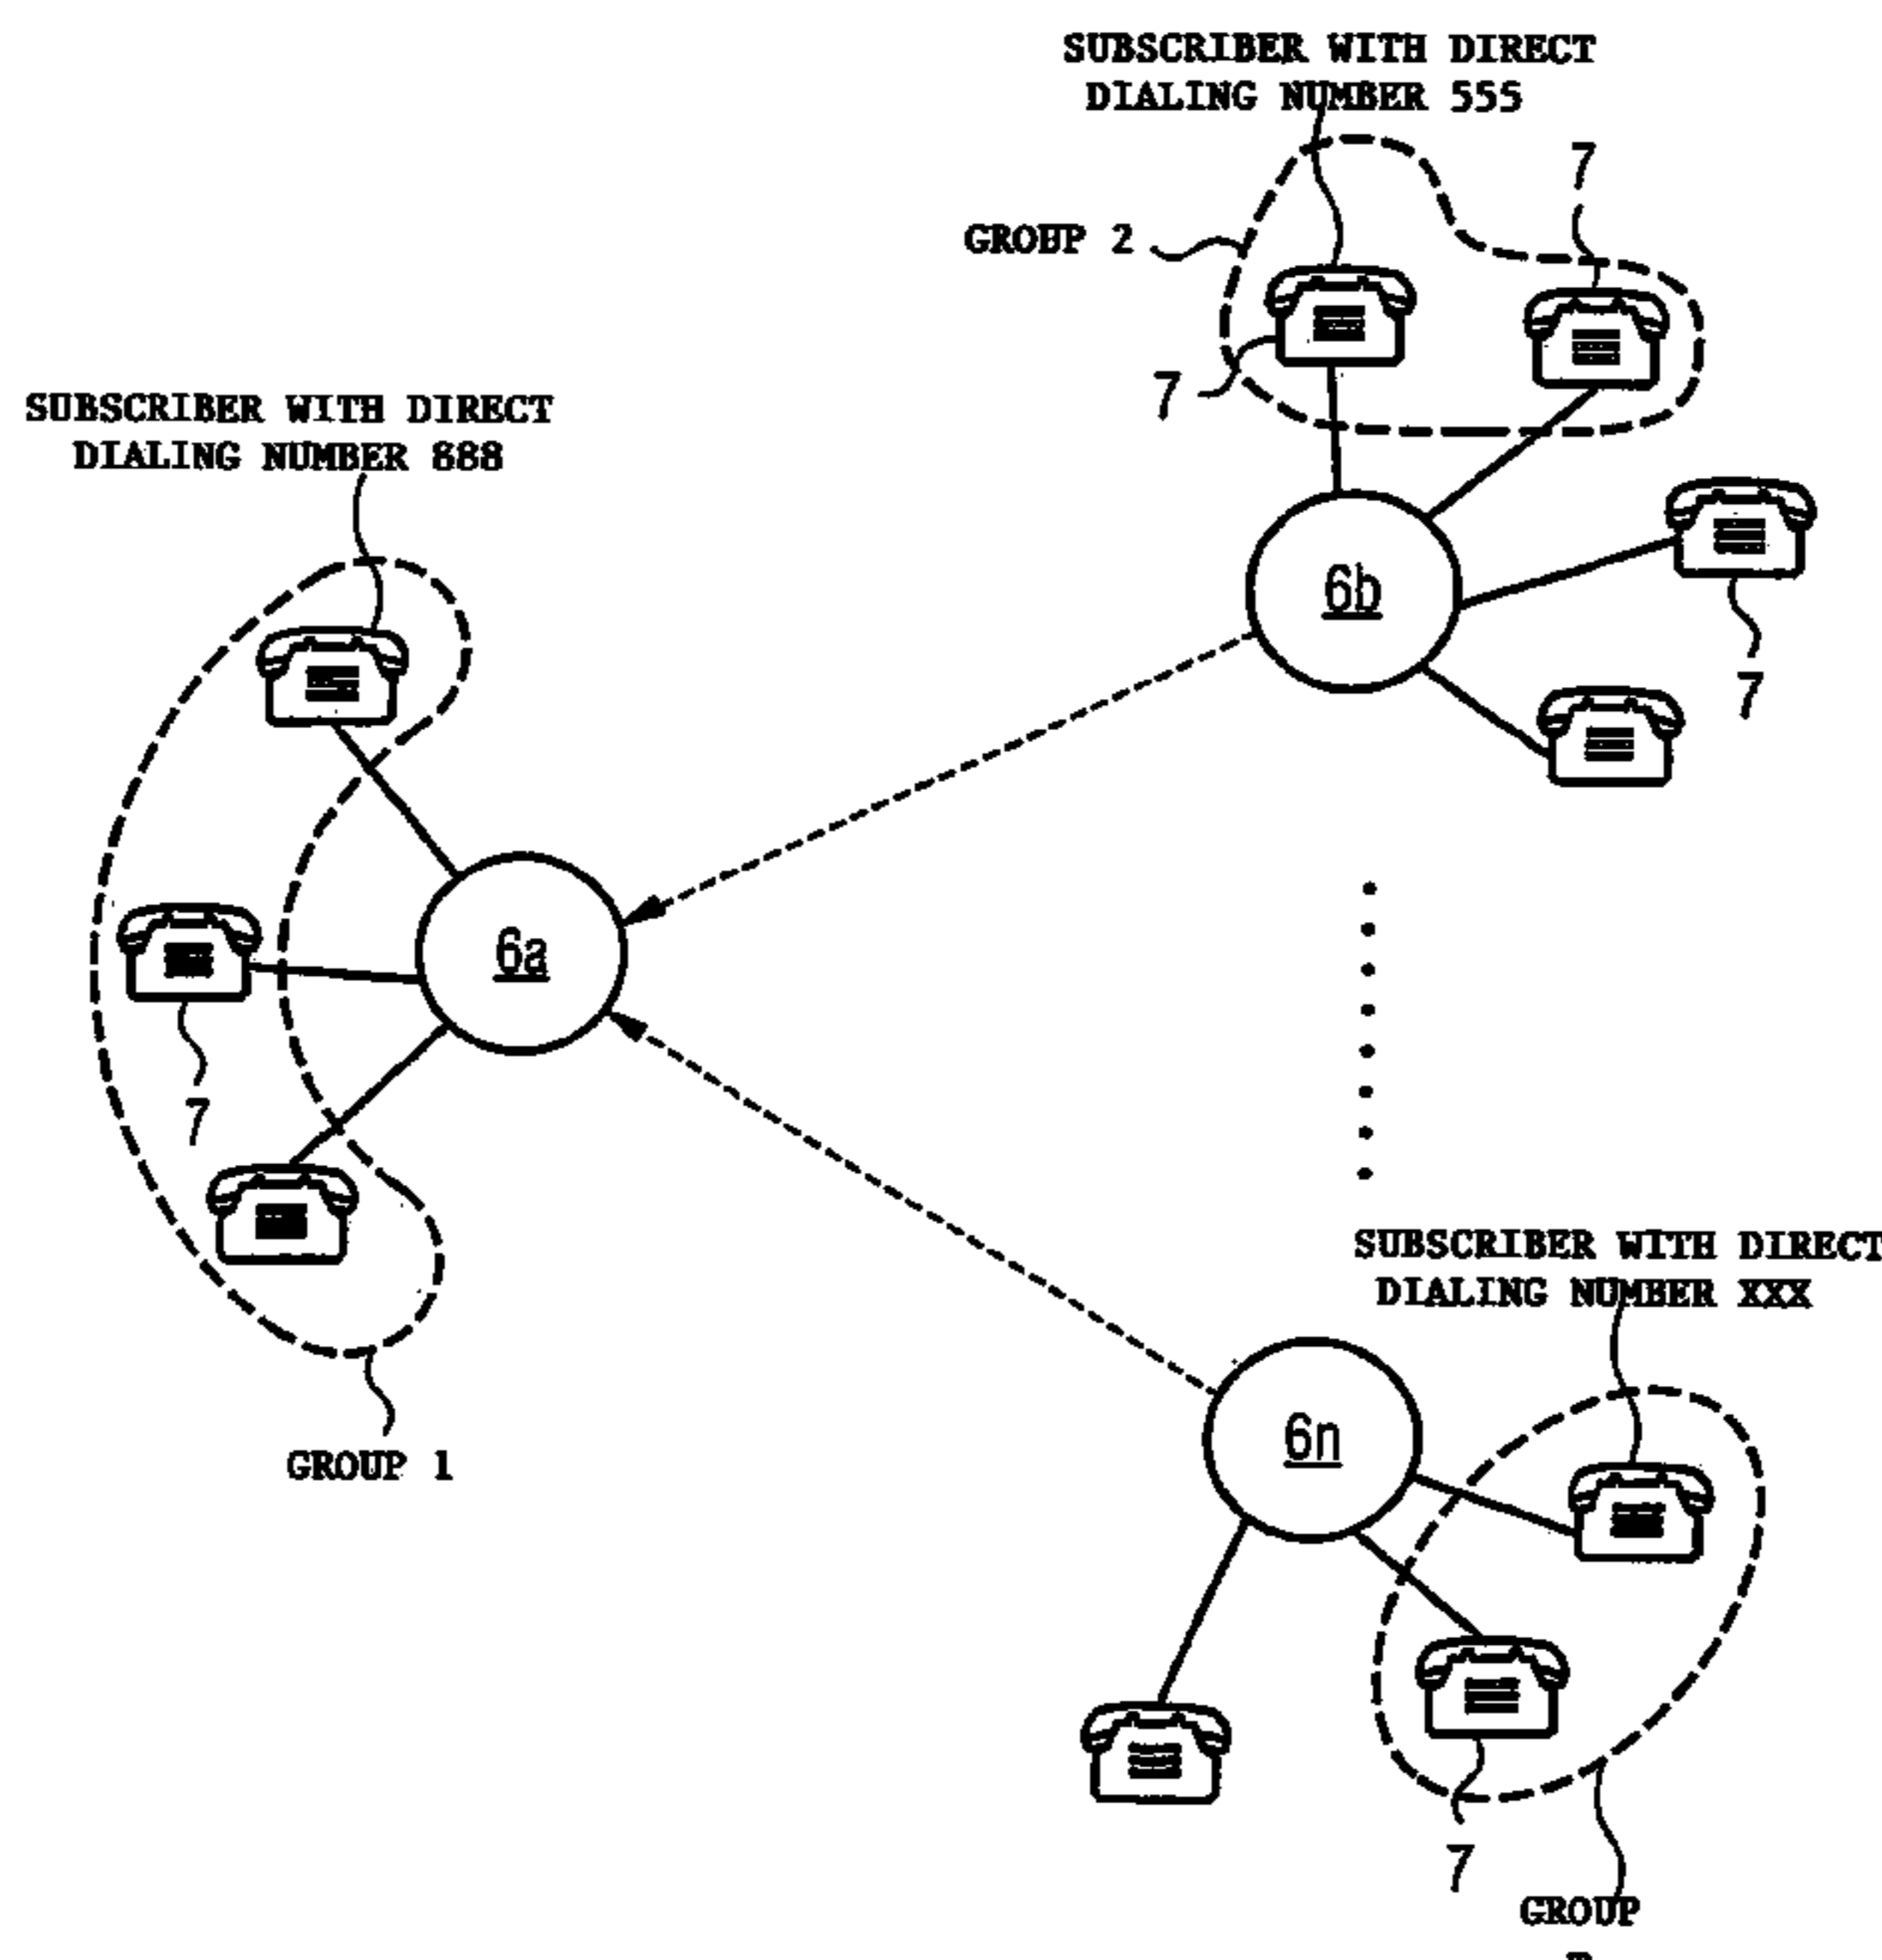 SUBSCRIBER WITH DIRECT
DIALING NUMBER 555
7
GROUP 2
7
SUBSCRIBER WITH DIRECT
DIALING NUMBER 888
6b
7
6a
7
SUBSCRIBER WITH DIRECT
DIALING NUMBER XXX
6n
GROUP 1
7
GROUP